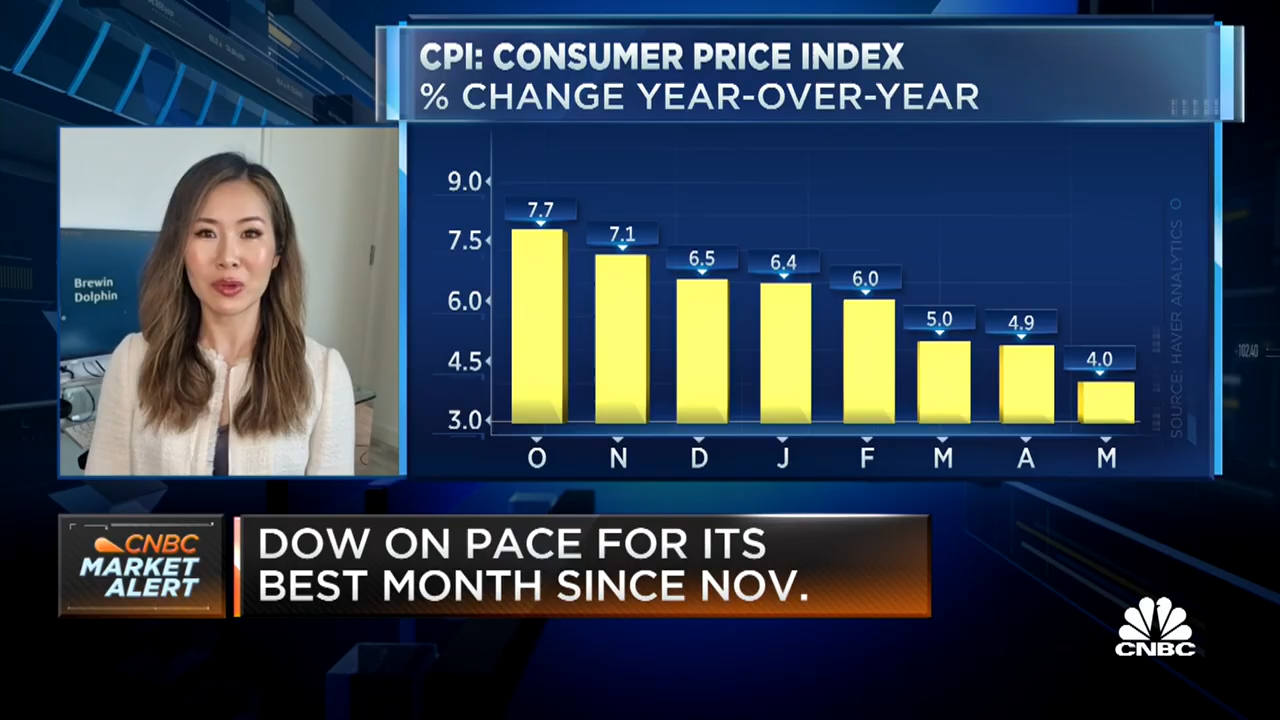 CPI: CONSUMER PRICE INDEX
% CHANGE YEAR-OVER-YEAR
9.0
7.5
6.0
4.5
3.0
7.7
7.1
6.5
6.4
6.0
5.0
4.9
4.0
O
N
D
J
F
M
A
M
SOURCE: HAVER ANALYTICS
Brewin
Dolphin
CNBC
MARKET
ALERT
DOW ON PACE FOR ITS
BEST MONTH SINCE NOV.
CNBC